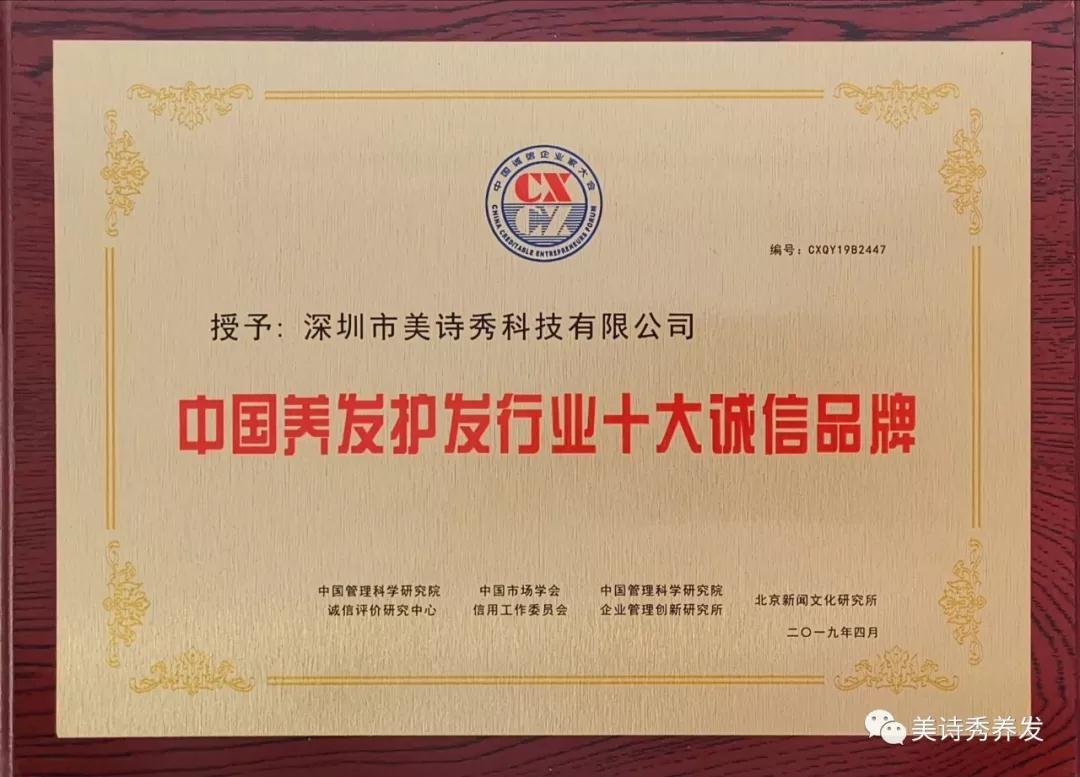 中国诚信企业家大会
CX
CHINA CREDITABLE ENTREPRENEURS FORUM
编号：CXQY19B2447
授予：深圳市美诗秀科技有限公司
中国养发护发行业十大诚信品牌
中国管理科学研究院 中国市场学会 中国管理科学研究院
诚信评价研究中心 信用工作委员会 企业管理创新研究所
北京新闻文化研究所
二〇一九年四月
美诗秀养发